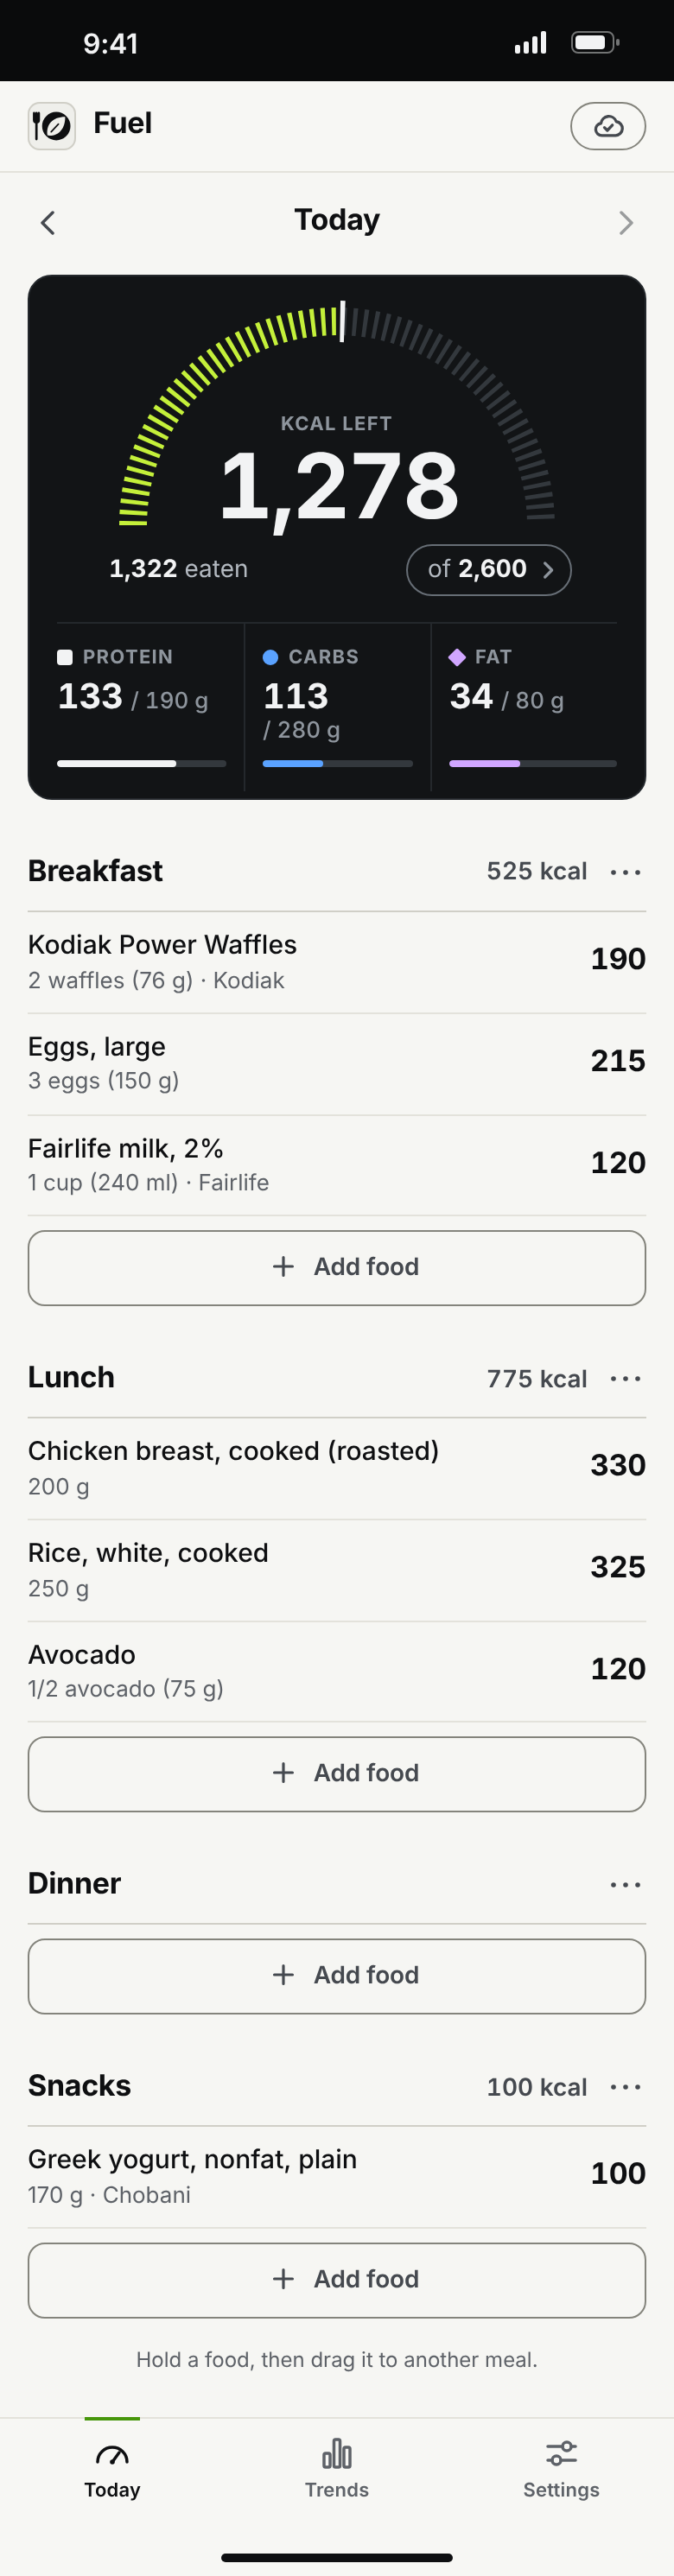 9:41
Fuel
Today
KCAL LEFT
1,278
1,322 eaten
of 2,600
PROTEIN
133 / 190 g
CARBS
113
/ 280 g
FAT
34 / 80 g
Breakfast
525 kcal
Kodiak Power Waffles
190
2 waffles (76 g) · Kodiak
Eggs, large
215
3 eggs (150 g)
Fairlife milk, 2%
120
1 cup (240 ml) · Fairlife
Add food
Lunch
775 kcal
Chicken breast, cooked (roasted)
330
200 g
Rice, white, cooked
325
250 g
Avocado
120
1/2 avocado (75 g)
Add food
Dinner
Add food
Snacks
100 kcal
Greek yogurt, nonfat, plain
100
170 g · Chobani
Add food
Hold a food, then drag it to another meal.
Today
Trends
Settings